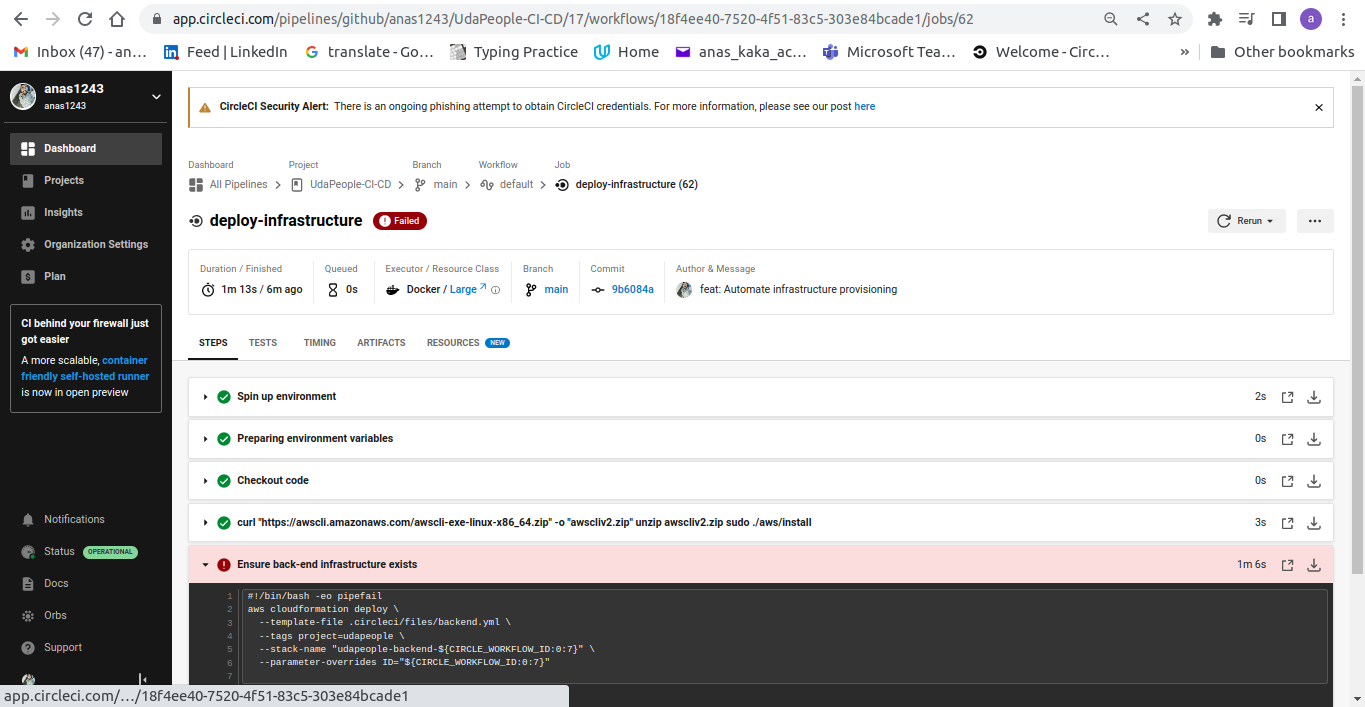 app.circleci.com/pipelines/github/anas1243/UdaPeople-CI-CD/17/workflows/18f4ee40-7520-4f51-83c5-303e84bcade1/jobs/62
a
Inbox (47) - an…
Feed | LinkedIn
translate - Go…
Typing Practice
Home
anas_kaka_ac…
Microsoft Tea…
Welcome - Circ…
»
Other bookmarks
anas1243
anas1243
Dashboard
Projects
Insights
Organization Settings
Plan
CI behind your firewall just
got easier
A more scalable, container
friendly self-hosted runner
is now in open preview
Notifications
Status OPERATIONAL
Docs
Orbs
Support
CircleCI Security Alert: There is an ongoing phishing attempt to obtain CircleCI credentials. For more information, please see our post here
Dashboard Project Branch Workflow Job
All Pipelines UdaPeople-CI-CD main default deploy-infrastructure (62)
deploy-infrastructure Failed
Rerun
Duration / Finished Queued Executor / Resource Class Branch Commit Author & Message
1m 13s / 6m ago 0s Docker / Large main 9b6084a feat: Automate infrastructure provisioning
STEPS TESTS TIMING ARTIFACTS RESOURCES NEW
Spin up environment 2s
Preparing environment variables 0s
Checkout code 0s
curl "https://awscli.amazonaws.com/awscli-exe-linux-x86_64.zip" -o "awscliv2.zip" unzip awscliv2.zip sudo ./aws/install 3s
Ensure back-end infrastructure exists 1m 6s
1 #!/bin/bash -eo pipefail
2 aws cloudformation deploy \
3 --template-file .circleci/files/backend.yml \
4 --tags project=udapeople \
5 --stack-name "udapeople-backend-${CIRCLE_WORKFLOW_ID:0:7}" \
6 --parameter-overrides ID="${CIRCLE_WORKFLOW_ID:0:7}"
7
app.circleci.com/…/18f4ee40-7520-4f51-83c5-303e84bcade1